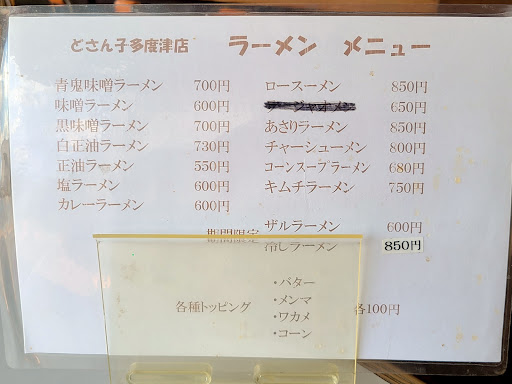 どさん子多度津店 ラーメン メニュー
青鬼味噌ラーメン 700円
味噌ラーメン 600円
黒味噌ラーメン 700円
白正油ラーメン 730円
正油ラーメン 550円
塩ラーメン 600円
カレーラーメン 600円
ロースーメン 850円
650円
あさりラーメン 850円
チャーシューメン 800円
コーンスープラーメン 680円
キムチラーメン 750円
期間限定
ザルラーメン 600円
冷しラーメン 850円
各種トッピング
・バター
・メンマ
・ワカメ
・コーン
各100円